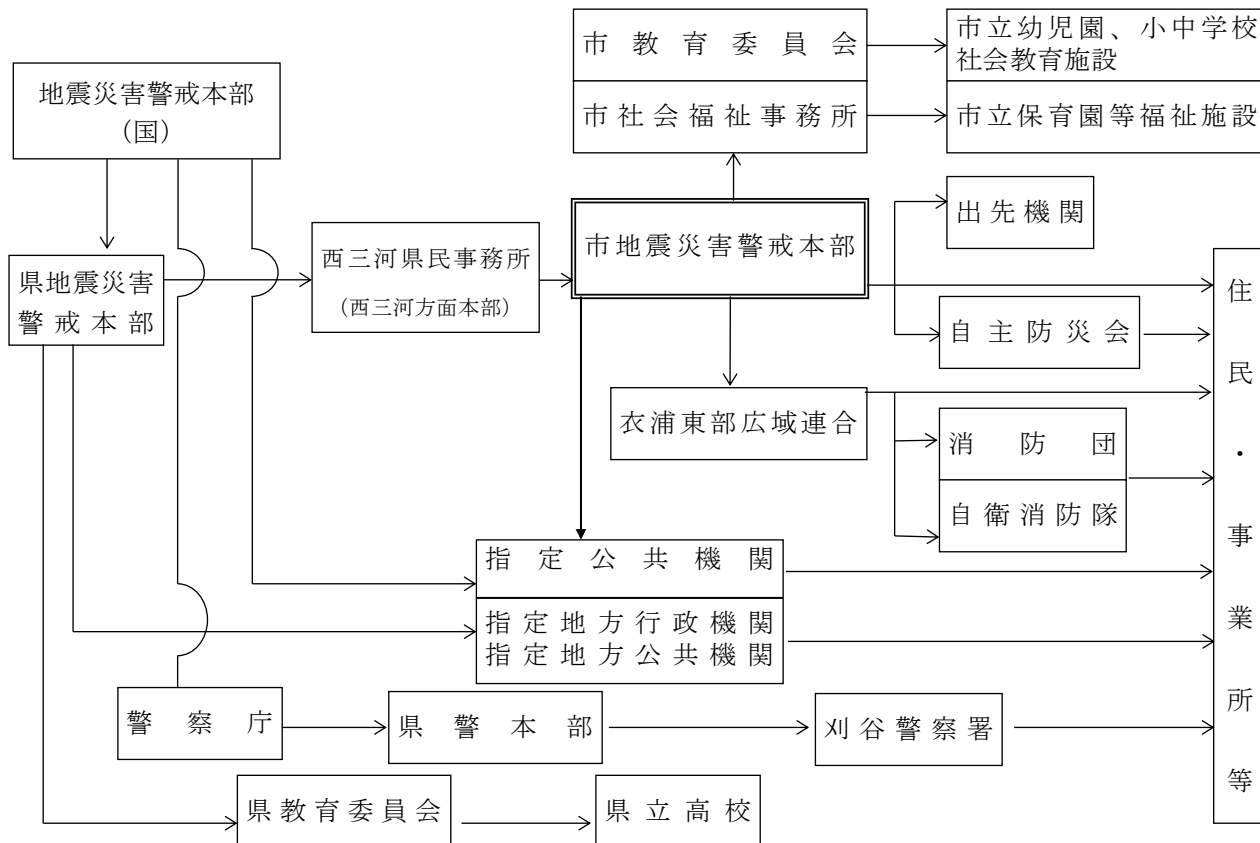 市教育委員会
市立幼児園、小中学校
社会教育施設
地震災害警戒本部
（国）
市社会福祉事務所
市立保育園等福祉施設
出先機関
西三河県民事務所
（西三河方面本部）
市地震災害警戒本部
県地震災害
警戒本部
自主防災会
衣浦東部広域連合
消防団
自衛消防隊
指定公共機関
指定地方行政機関
指定地方公共機関
警察庁
県警本部
刈谷警察署
県教育委員会
県立高校
住民・事業所等